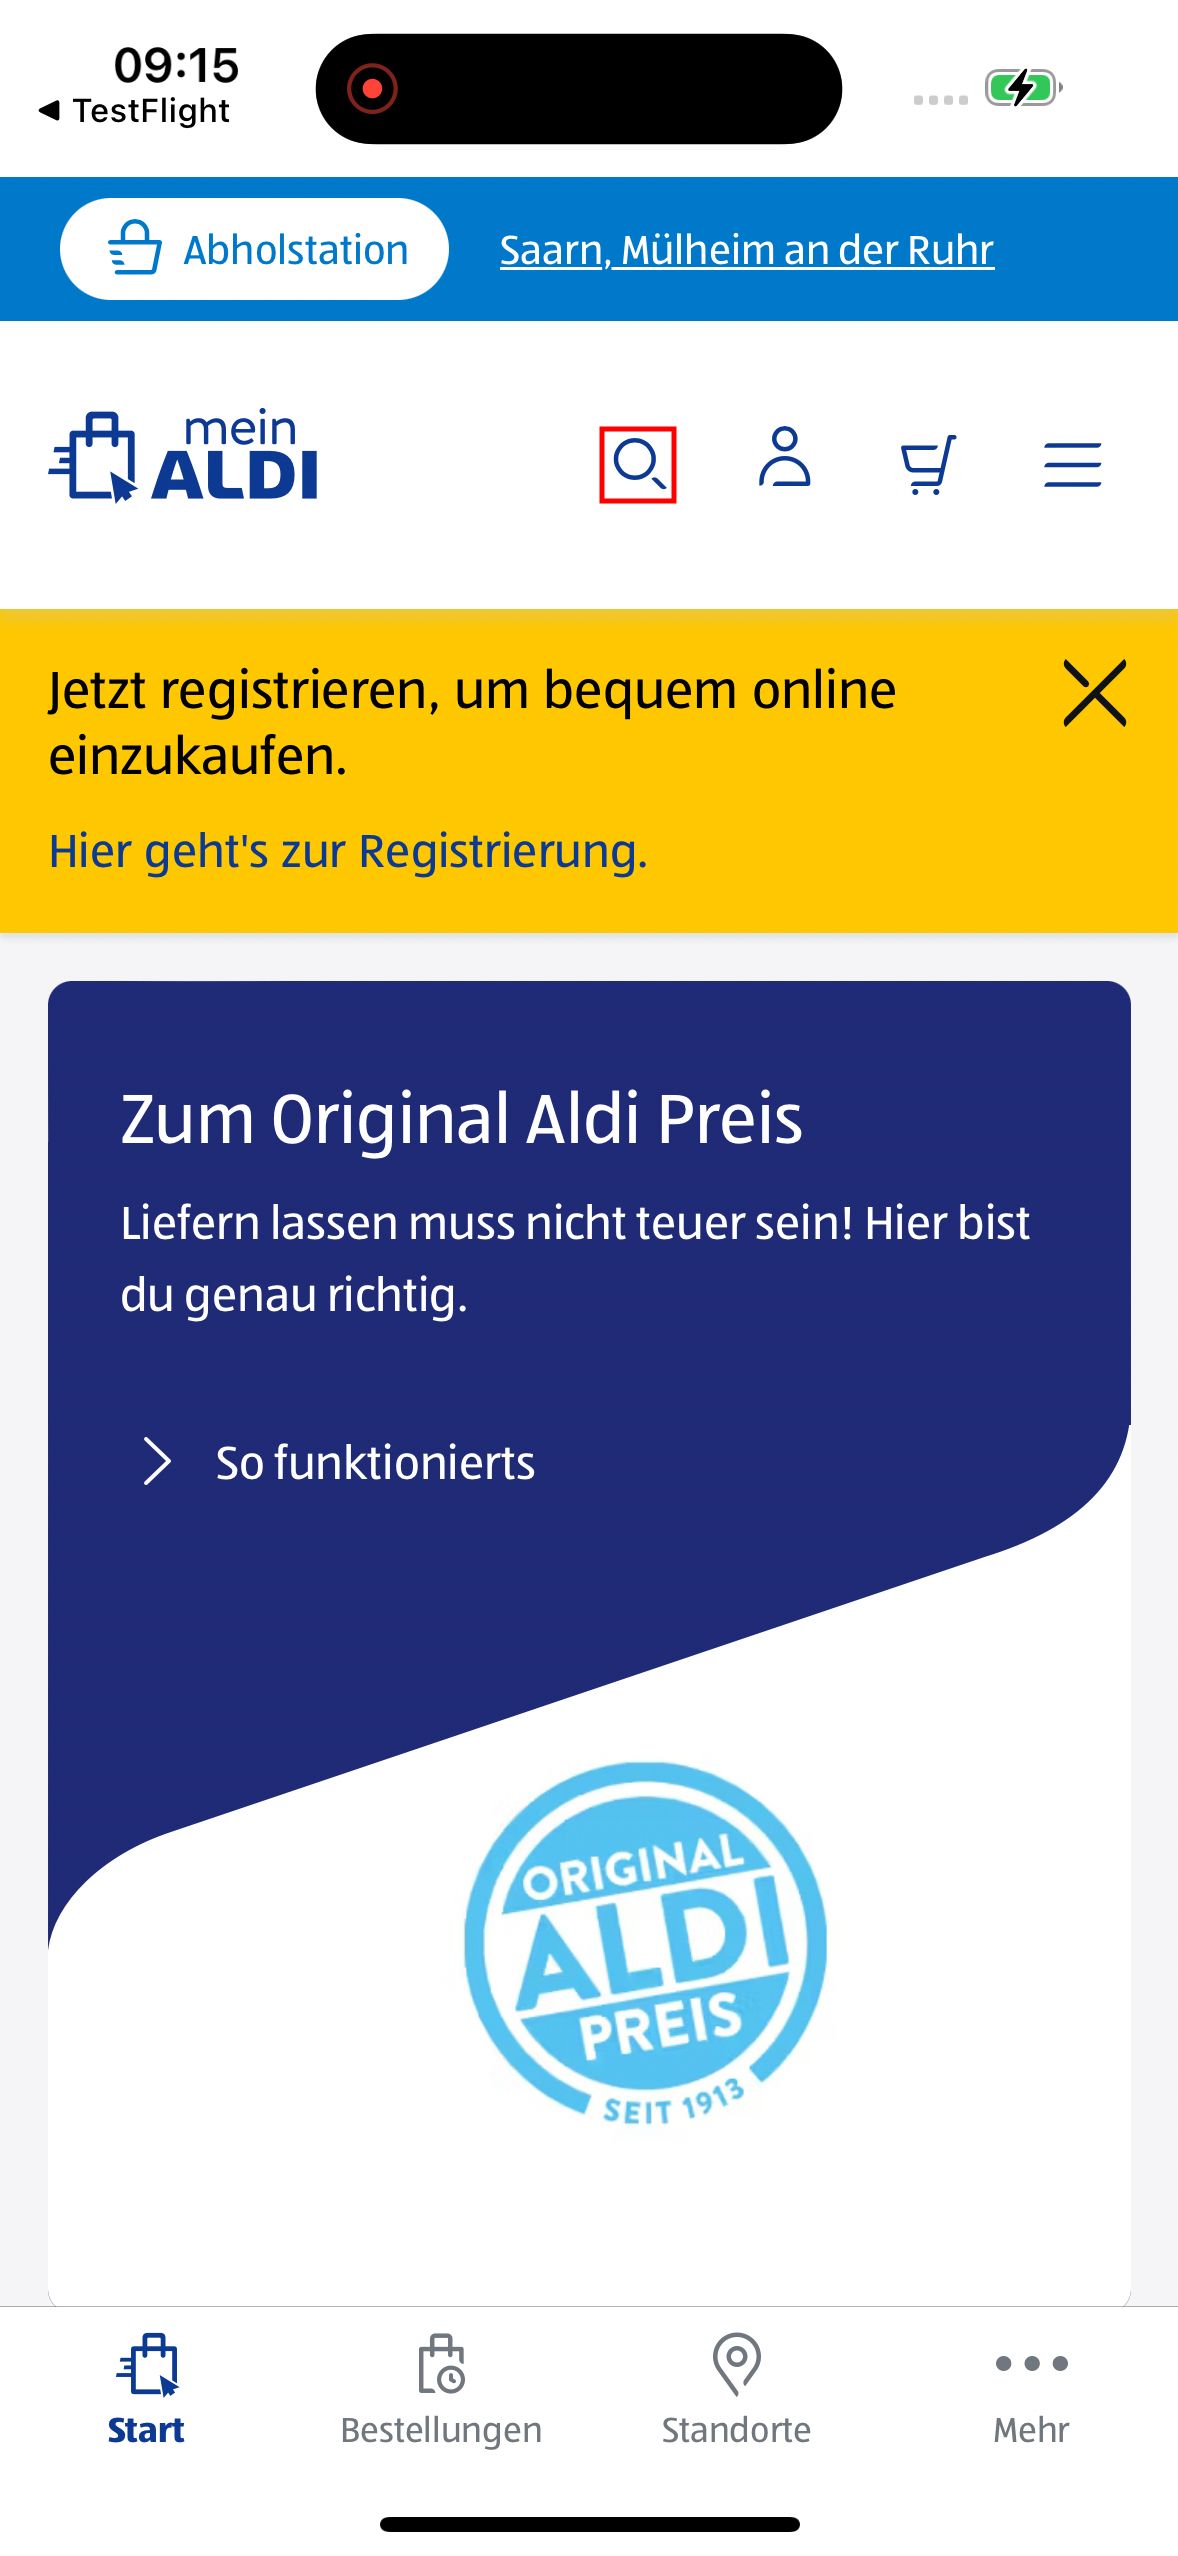 09:15
TestFlight
Abholstation
Saarn, Mülheim an der Ruhr
mein
ALDI
Jetzt registrieren, um bequem online
einzukaufen.
Hier geht's zur Registrierung.
Zum Original Aldi Preis
Liefern lassen muss nicht teuer sein! Hier bist
du genau richtig.
So funktionierts
ORIGINAL
ALDI
PREIS
SEIT 1913
Start
Bestellungen
Standorte
Mehr